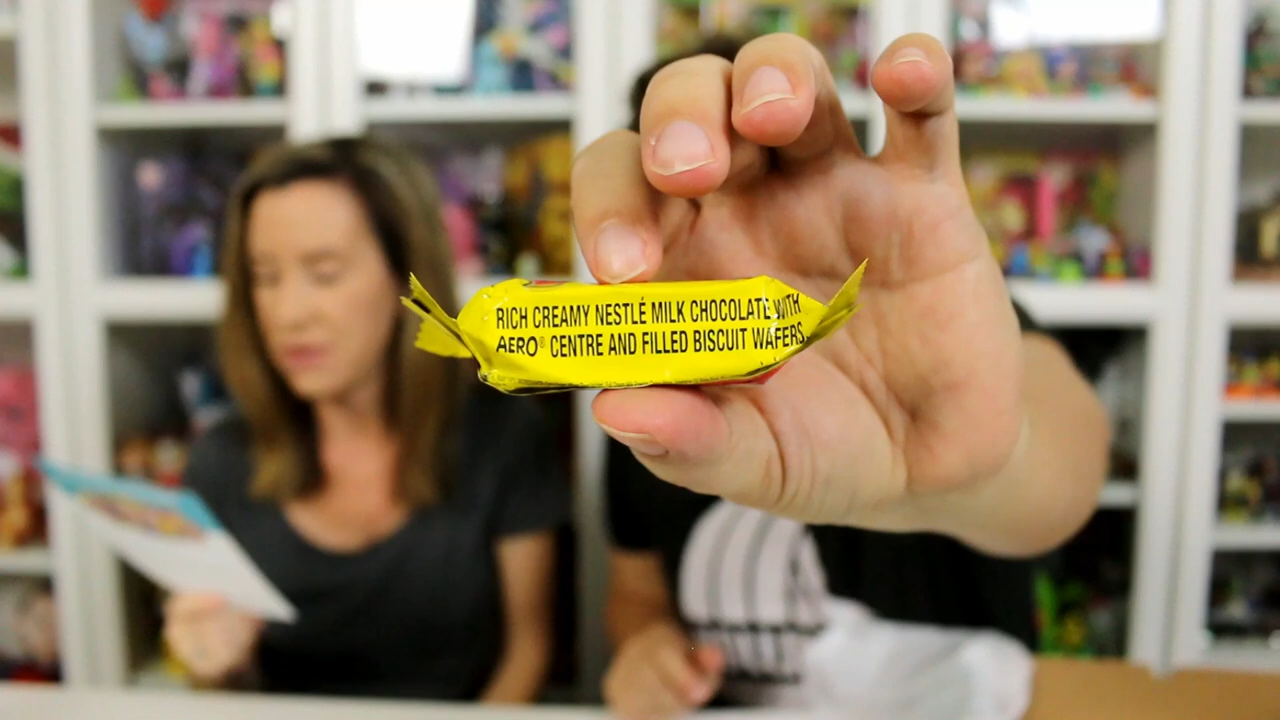 RICH CREAMY NESTLÉ MILK CHOCOLATE WITH
AERO® CENTRE AND FILLED BISCUIT WAFERS.